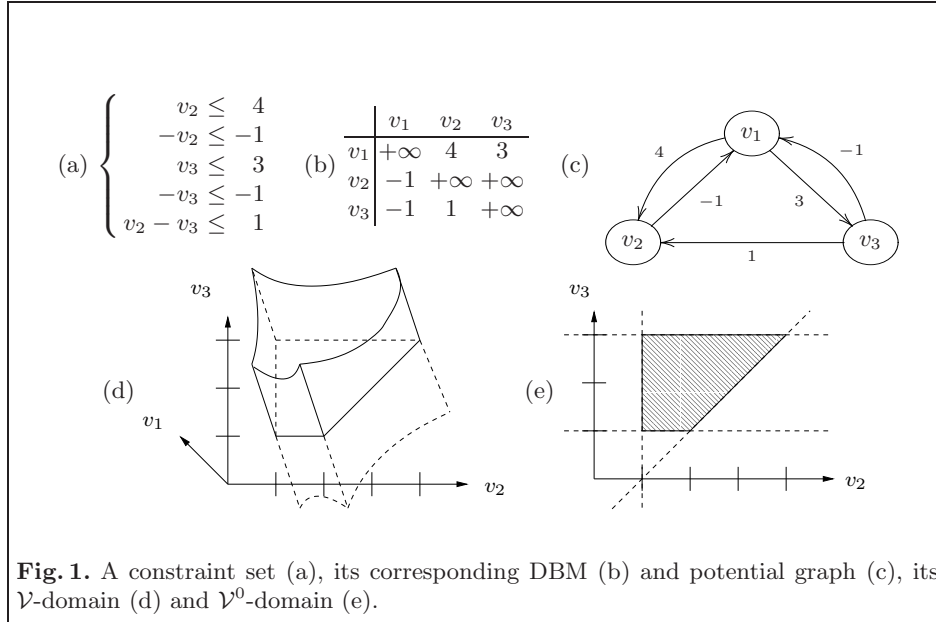 (a)
v₂ ≤ 4
−v₂ ≤ −1
v₃ ≤ 3
−v₃ ≤ −1
v₂ − v₃ ≤ 1
(b)
v₁ v₂ v₃
v₁ +∞ 4 3
v₂ −1 +∞ +∞
v₃ −1 1 +∞
(c)
v₁
4
−1
−1
3
v₂
v₃
1
v₃
(d)
v₁
v₂
v₃
(e)
v₂
Fig. 1. A constraint set (a), its corresponding DBM (b) and potential graph (c), its
𝒱-domain (d) and 𝒱⁰-domain (e).